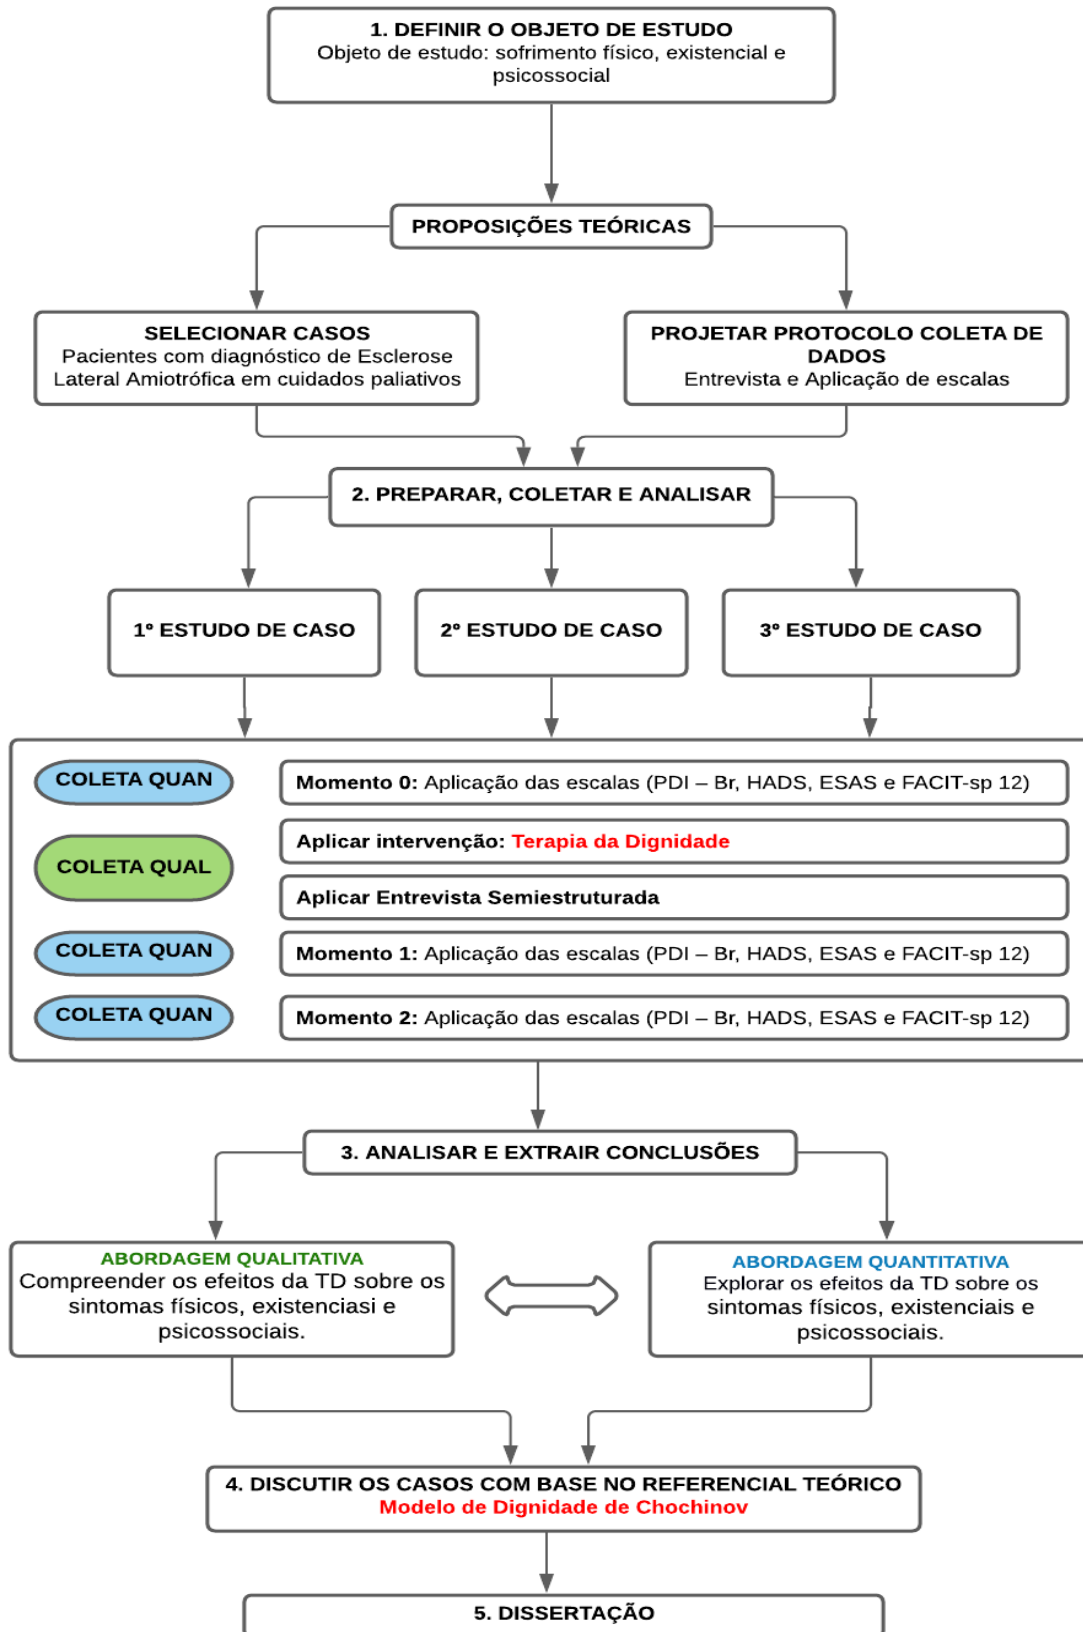 1. DEFINIR O OBJETO DE ESTUDO
Objeto de estudo: sofrimento físico, existencial e
psicossocial
PROPOSIÇÕES TEÓRICAS
SELECIONAR CASOS
Pacientes com diagnóstico de Esclerose
Lateral Amiotrófica em cuidados paliativos
PROJETAR PROTOCOLO COLETA DE
DADOS
Entrevista e Aplicação de escalas
2. PREPARAR, COLETAR E ANALISAR
1º ESTUDO DE CASO
2º ESTUDO DE CASO
3º ESTUDO DE CASO
COLETA QUAN
Momento 0: Aplicação das escalas (PDI – Br, HADS, ESAS e FACIT-sp 12)
COLETA QUAL
Aplicar intervenção: Terapia da Dignidade
Aplicar Entrevista Semiestruturada
COLETA QUAN
Momento 1: Aplicação das escalas (PDI – Br, HADS, ESAS e FACIT-sp 12)
COLETA QUAN
Momento 2: Aplicação das escalas (PDI – Br, HADS, ESAS e FACIT-sp 12)
3. ANALISAR E EXTRAIR CONCLUSÕES
ABORDAGEM QUALITATIVA
Compreender os efeitos da TD sobre os
sintomas físicos, existenciasi e
psicossociais.
ABORDAGEM QUANTITATIVA
Explorar os efeitos da TD sobre os
sintomas físicos, existenciais e
psicossociais.
4. DISCUTIR OS CASOS COM BASE NO REFERENCIAL TEÓRICO
Modelo de Dignidade de Chochinov
5. DISSERTAÇÃO